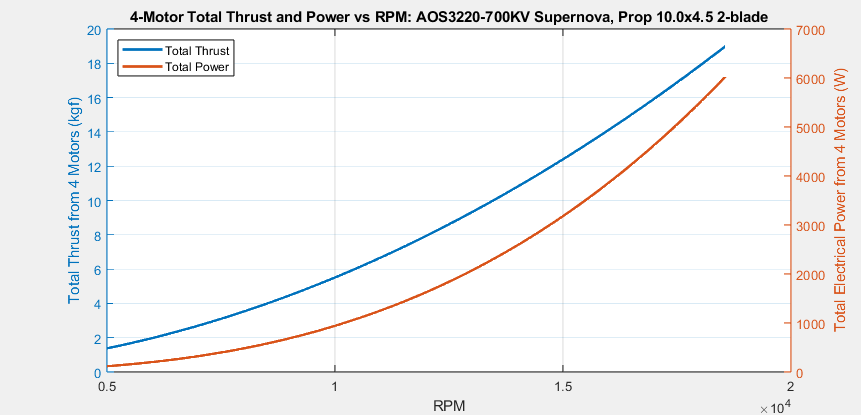 4-Motor Total Thrust and Power vs RPM: AOS3220-700KV Supernova, Prop 10.0x4.5 2-blade
Total Thrust
Total Power
Total Thrust from 4 Motors (kgf)
20
18
16
14
12
10
8
6
4
2
0
7000
6000
5000
4000
3000
2000
1000
0
Total Electrical Power from 4 Motors (W)
0.5 1 1.5 2
RPM
×10⁴